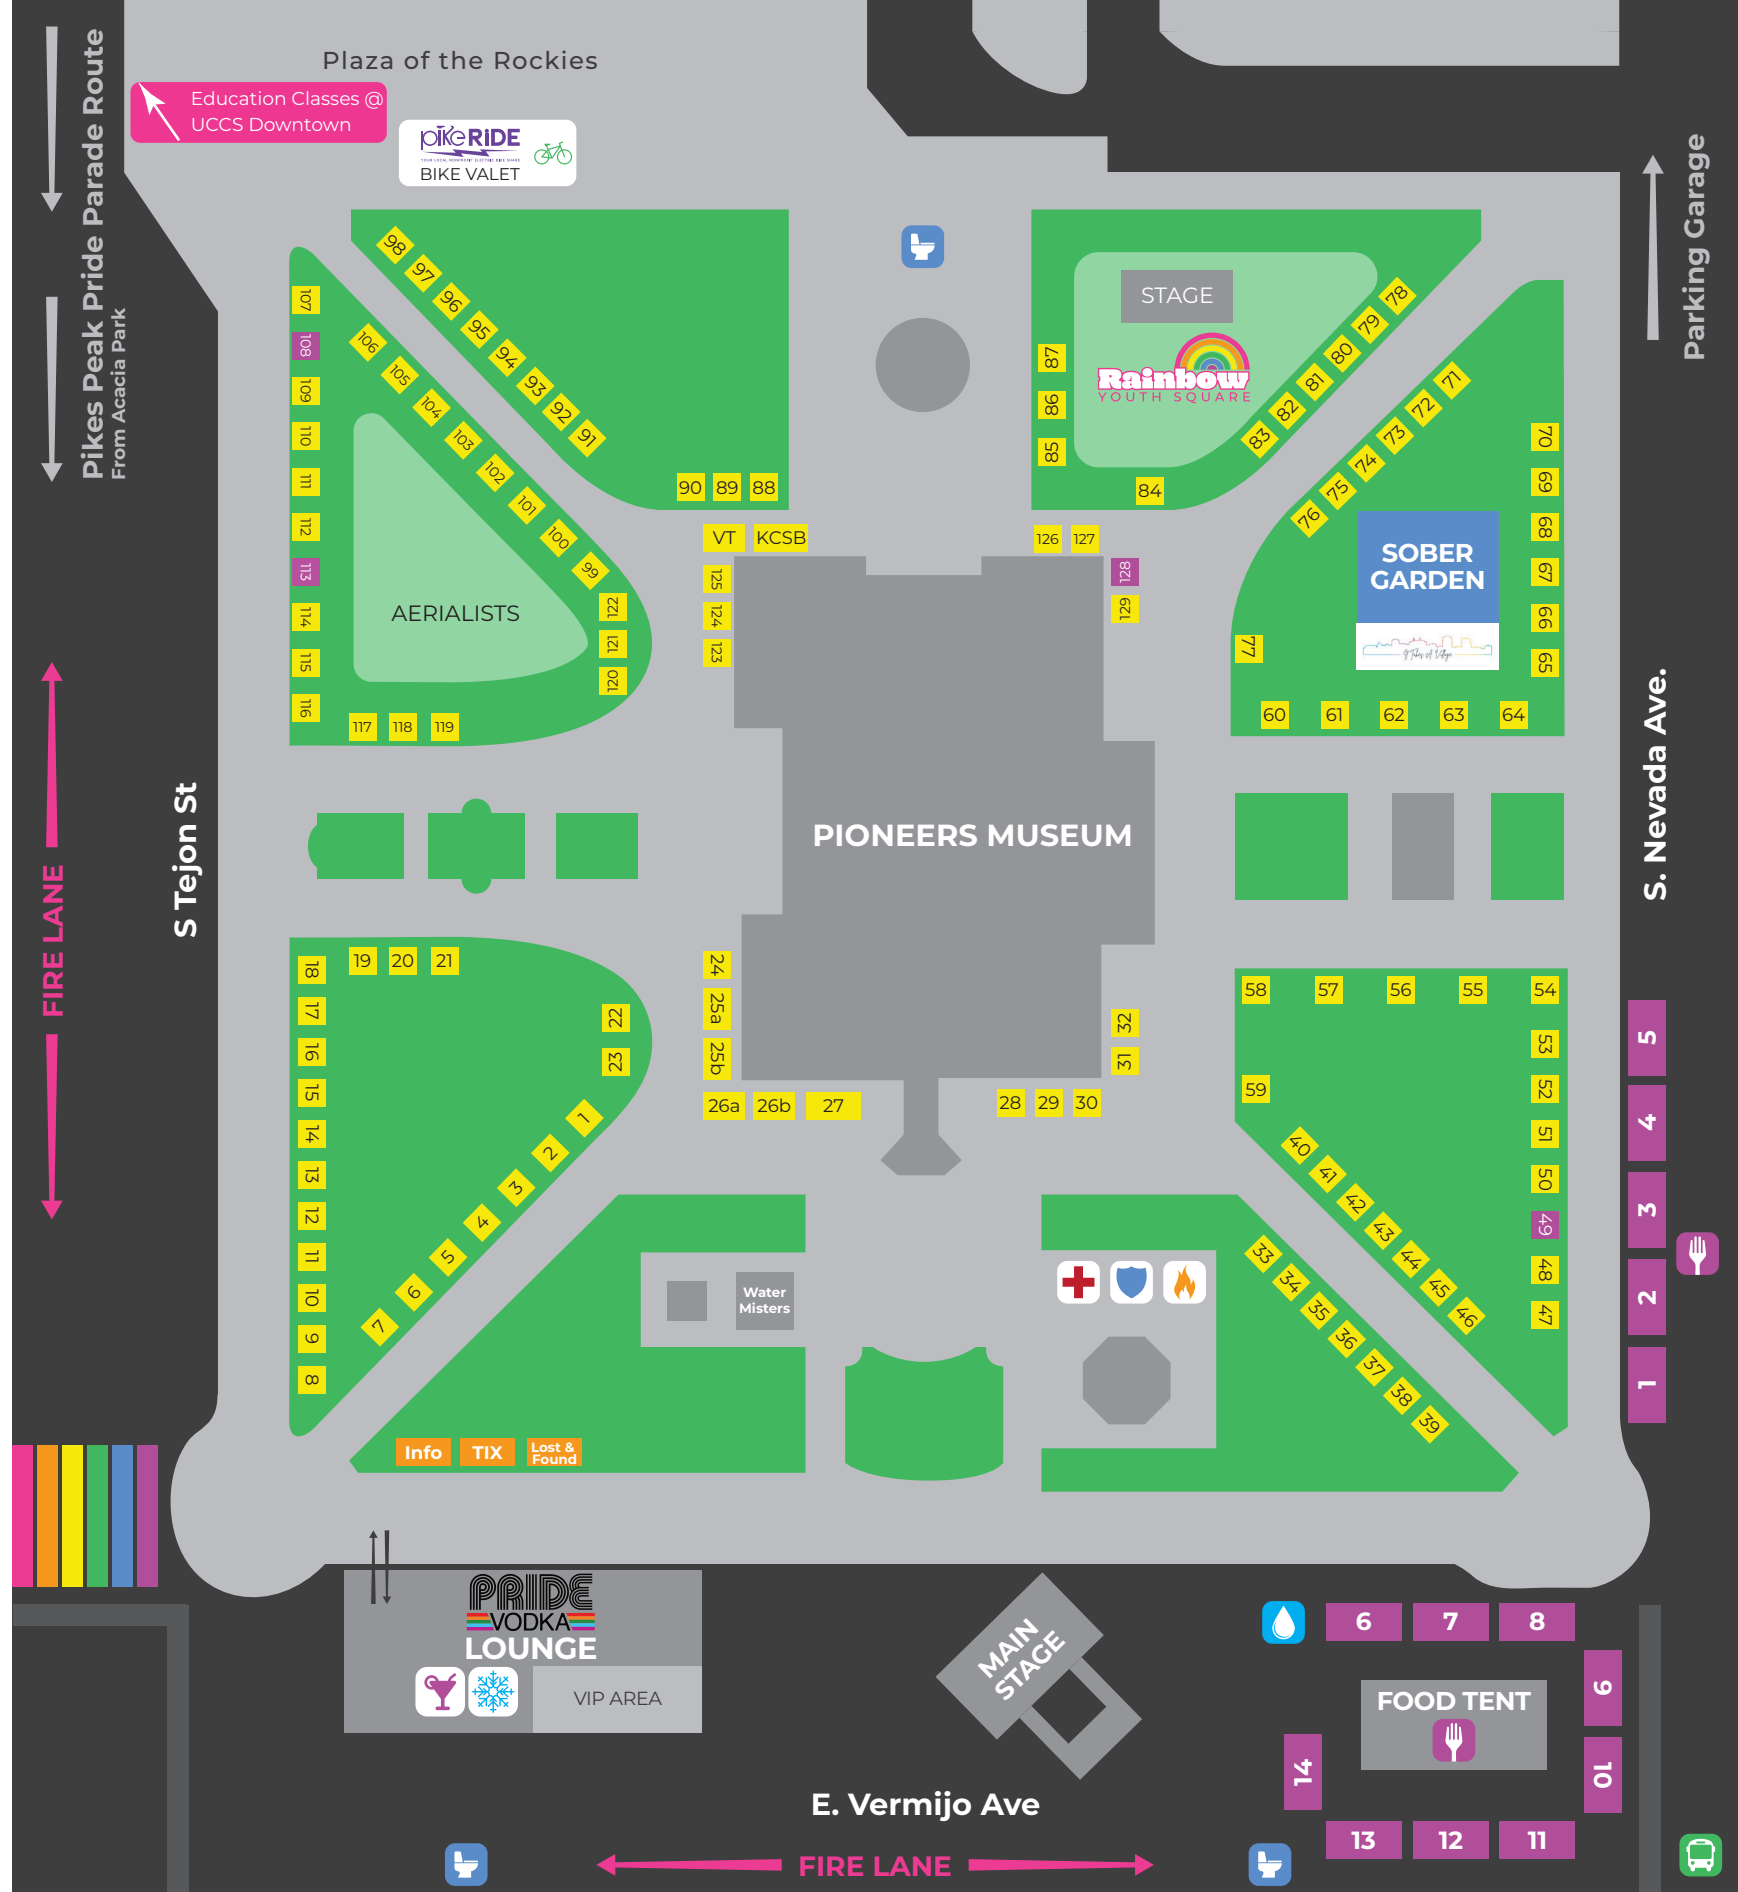 Plaza of the Rockies
Education Classes @
UCCS Downtown
pikeRIDE
YOUR LOCAL NONPROFIT ELECTRIC BIKE SHARE
BIKE VALET
Pikes Peak Pride Parade Route
From Acacia Park
Parking Garage
98
97
96
95
94
93
92
91
90 89 88
107
108
109
110
111
112
113
114
115
116
106
105
104
103
102
101
100
99
122
121
120
117 118 119
AERIALISTS
STAGE
Rainbow
YOUTH SQUARE
87
86
85
84
78
79
80
81
82
83
71
72
73
74
75
76
77
70
69
68
67
66
65
SOBER
GARDEN
It Takes A Village
60 61 62 63 64
VT KCSB
125
124
123
126 127
128
129
PIONEERS MUSEUM
S Tejon St
S. Nevada Ave.
FIRE LANE
18
17
16
15
14
13
12
11
10
9
8
19 20 21
22
23
1
2
3
4
5
6
7
24
25a
25b
26a 26b 27
28 29 30
31
32
58 57 56 55 54
53
52
51
50
49
48
47
59
40
41
42
43
44
45
46
33
34
35
36
37
38
39
5
4
3
2
1
Water
Misters
Info TIX Lost &
Found
PRIDE
VODKA
LOUNGE
VIP AREA
MAIN
STAGE
6 7 8
9
10
FOOD TENT
14
13 12 11
E. Vermijo Ave
FIRE LANE